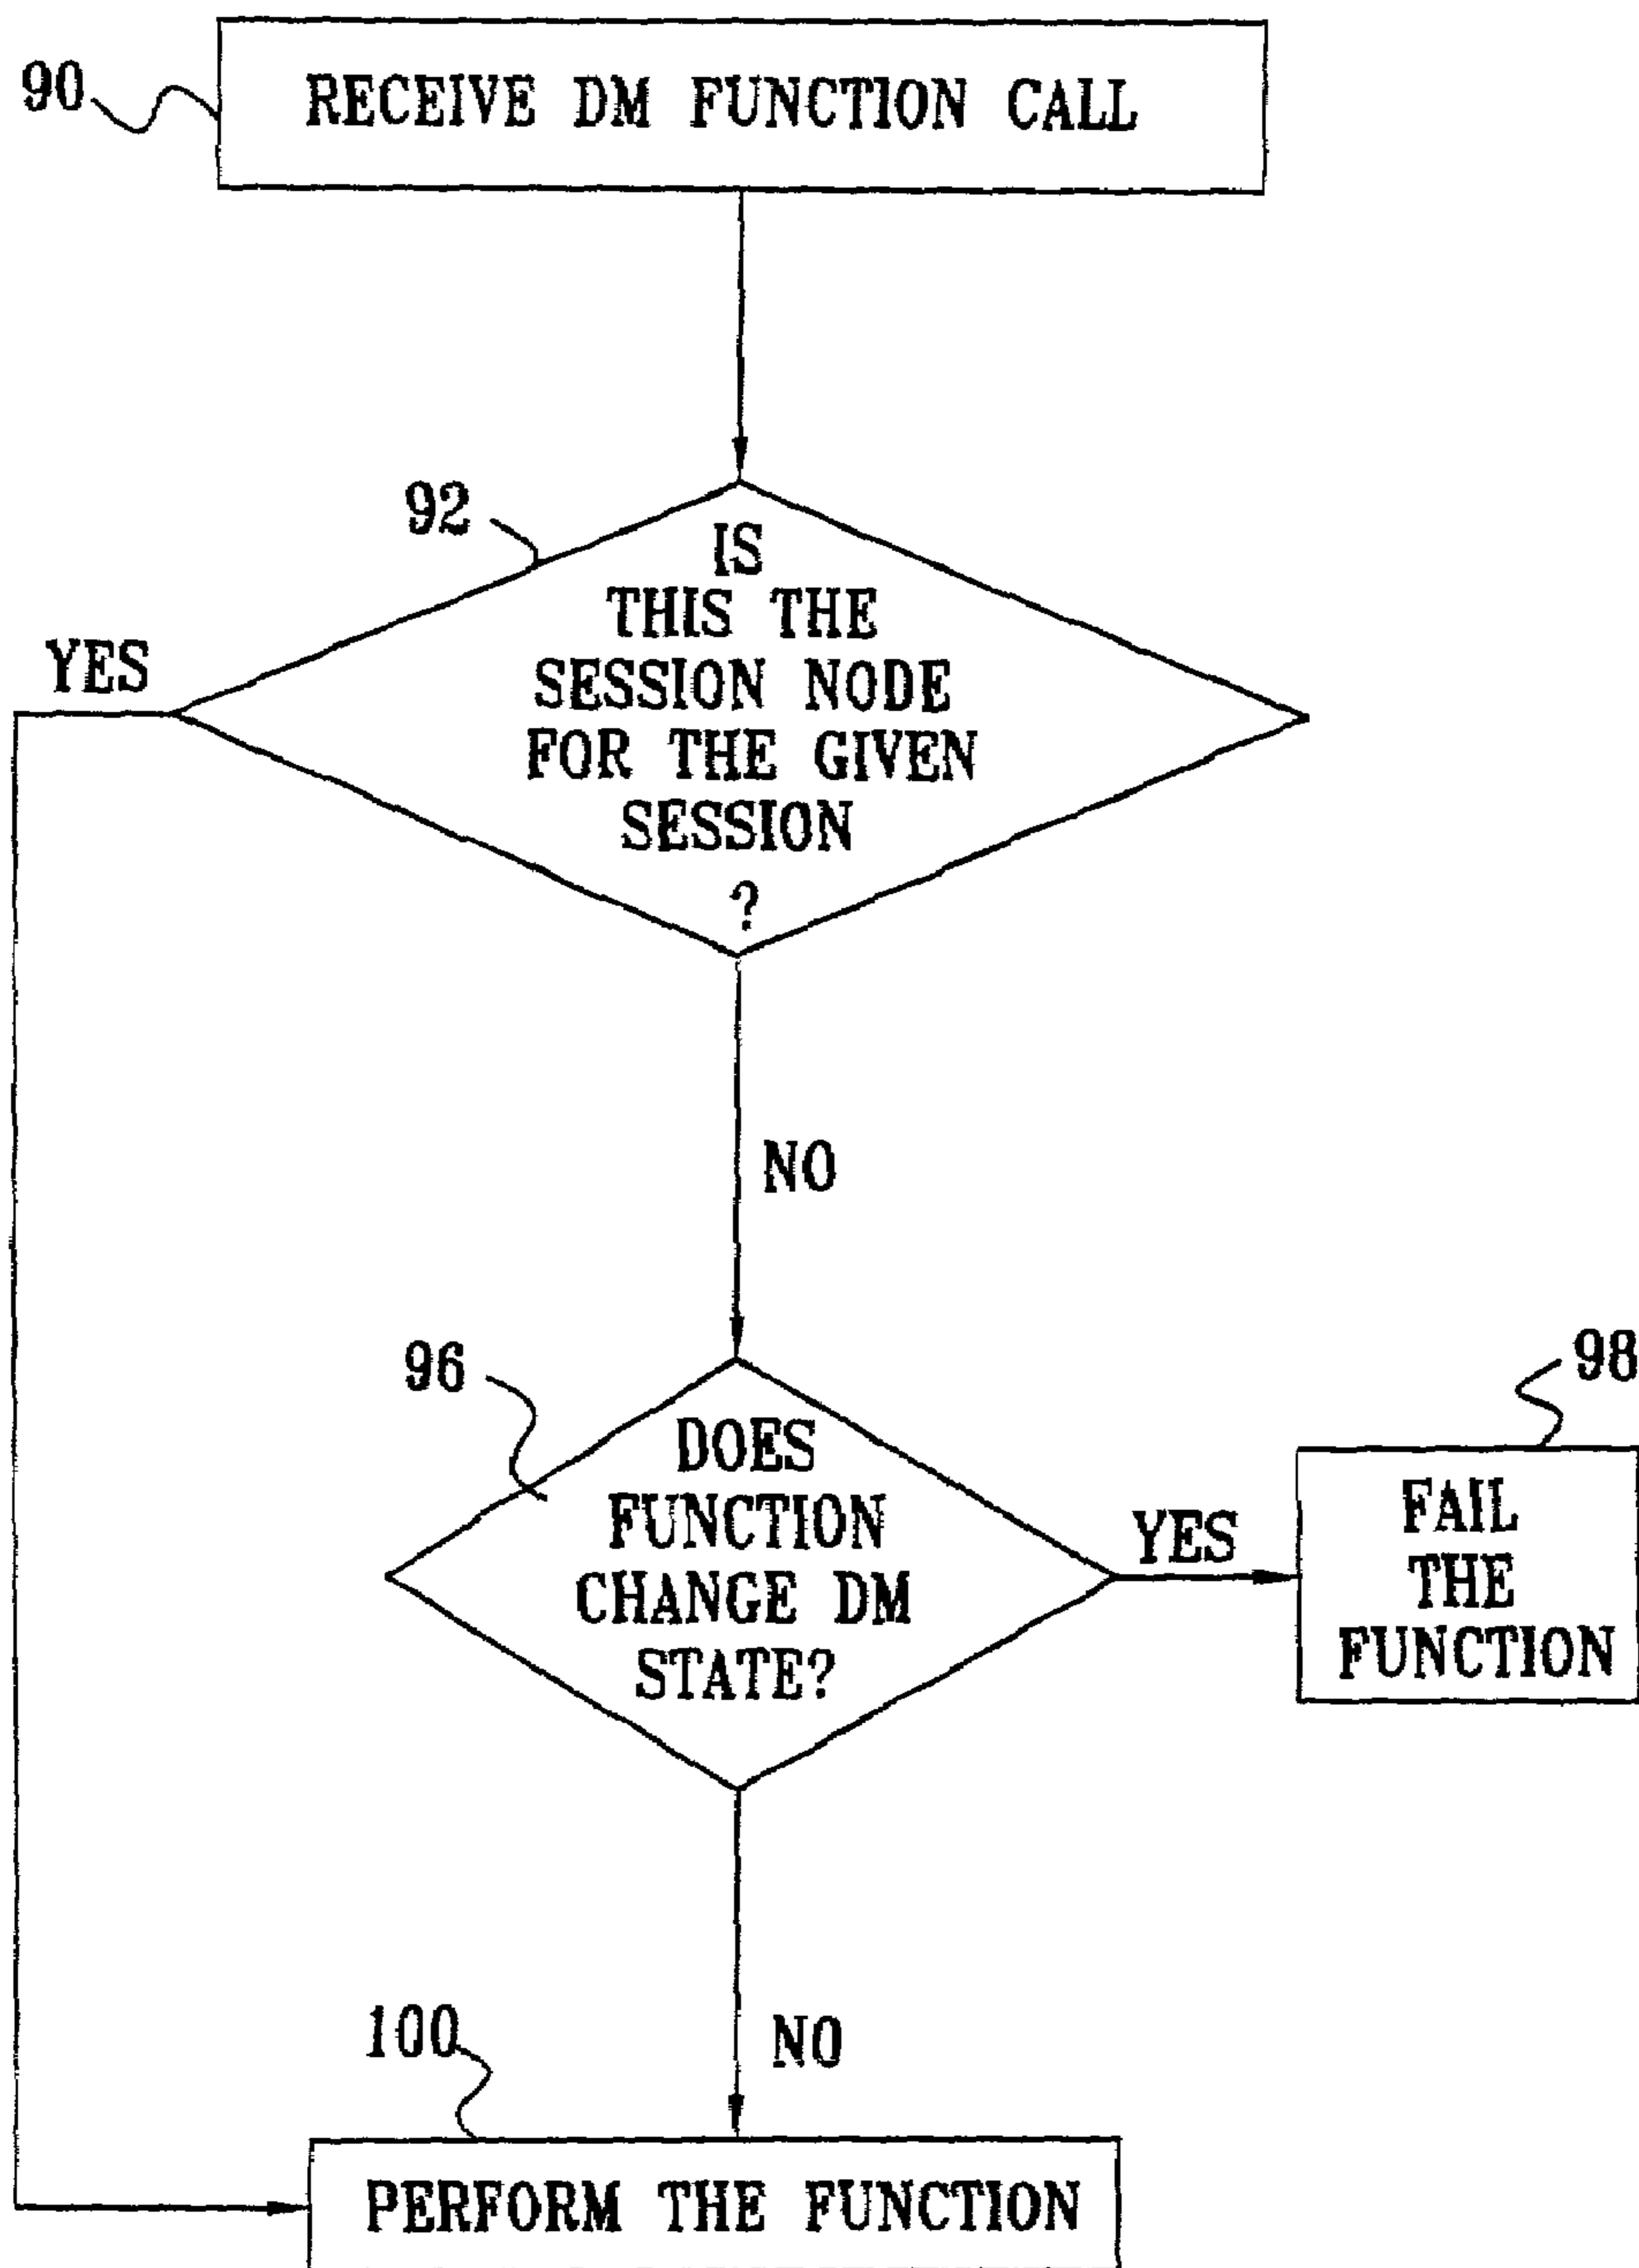 90
RECEIVE DM FUNCTION CALL
92
IS
THIS THE
SESSION NODE
FOR THE GIVEN
SESSION
?
YES
NO
96
DOES
FUNCTION
CHANGE DM
STATE?
YES
98
FAIL
THE
FUNCTION
NO
100
PERFORM THE FUNCTION